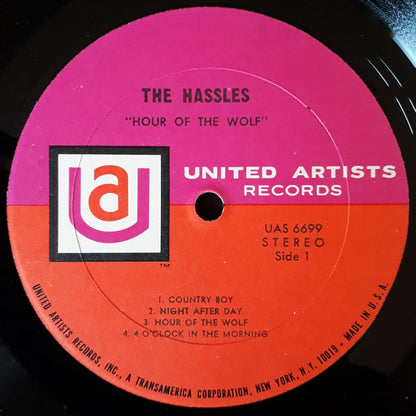 THE HASSLES
"HOUR OF THE WOLF"
ua
UNITED ARTISTS
RECORDS
TM
UAS 6699
STEREO
Side 1
1. COUNTRY BOY
2. NIGHT AFTER DAY
3. HOUR OF THE WOLF
4. 4 O'CLOCK IN THE MORNING
UNITED ARTISTS RECORDS, INC., A TRANSAMERICA CORPORATION, NEW YORK, N.Y. 10019 • MADE IN U.S.A.